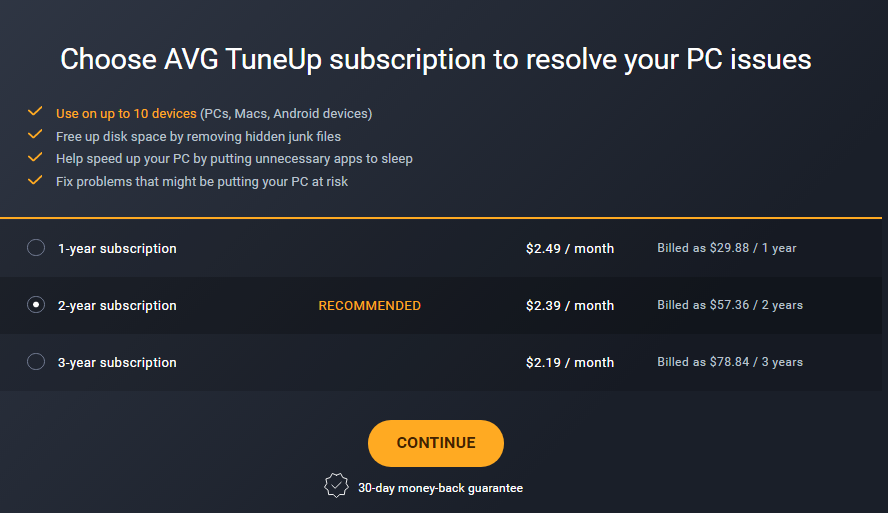 Choose AVG TuneUp subscription to resolve your PC issues
Use on up to 10 devices (PCs, Macs, Android devices)
Free up disk space by removing hidden junk files
Help speed up your PC by putting unnecessary apps to sleep
Fix problems that might be putting your PC at risk
1-year subscription $2.49 / month Billed as $29.88 / 1 year
2-year subscription RECOMMENDED $2.39 / month Billed as $57.36 / 2 years
3-year subscription $2.19 / month Billed as $78.84 / 3 years
CONTINUE
30-day money-back guarantee